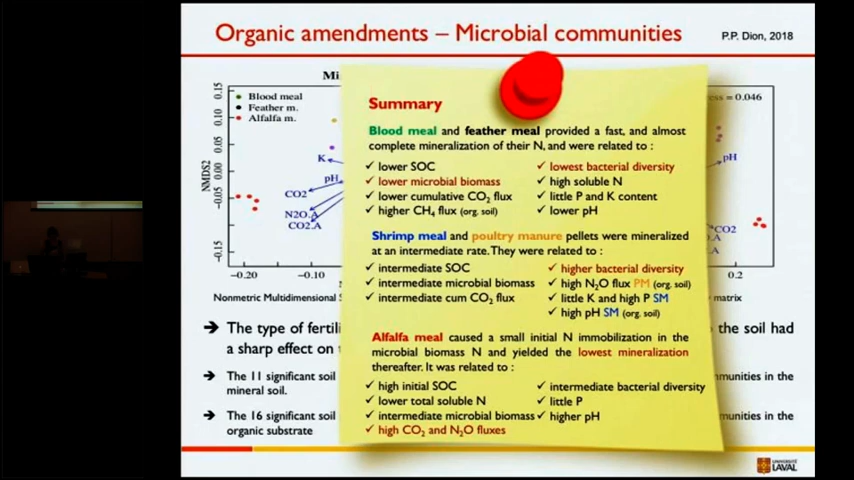 Organic amendments – Microbial communities
P.P. Dion, 2018
Mi
ess = 0.046
Blood meal
Feather m.
Alfalfa m.
NMDS2
0.15
0.10
0.05
0.00
−0.05
−0.15
K
pH
CO2
N2O.A
CO2.A
pH
CO2
.A
A
−0.20
−0.10
0.2
Nonmetric Multidimensional S
matrix
Summary
Blood meal and feather meal provided a fast, and almost
complete mineralization of their N, and were related to :
✓ lower SOC
✓ lower microbial biomass
✓ lower cumulative CO₂ flux
✓ higher CH₄ flux (org. soil)
✓ lowest bacterial diversity
✓ high soluble N
✓ little P and K content
✓ lower pH
Shrimp meal and poultry manure pellets were mineralized
at an intermediate rate. They were related to :
✓ intermediate SOC
✓ intermediate microbial biomass
✓ intermediate cum CO₂ flux
✓ higher bacterial diversity
✓ high N₂O flux PM (org. soil)
✓ little K and high P SM
✓ high pH SM (org. soil)
Alfalfa meal caused a small initial N immobilization in the
microbial biomass N and yielded the lowest mineralization
thereafter. It was related to :
✓ high initial SOC
✓ lower total soluble N
✓ intermediate microbial biomass
✓ high CO₂ and N₂O fluxes
✓ intermediate bacterial diversity
✓ little P
✓ higher pH
➔ The type of fertili
the soil had
a sharp effect on
➔ The 11 significant soil
mmunities in the
mineral soil.
➔ The 16 significant soil
mmunities in the
organic substrate
UNIVERSITÉ
LAVAL